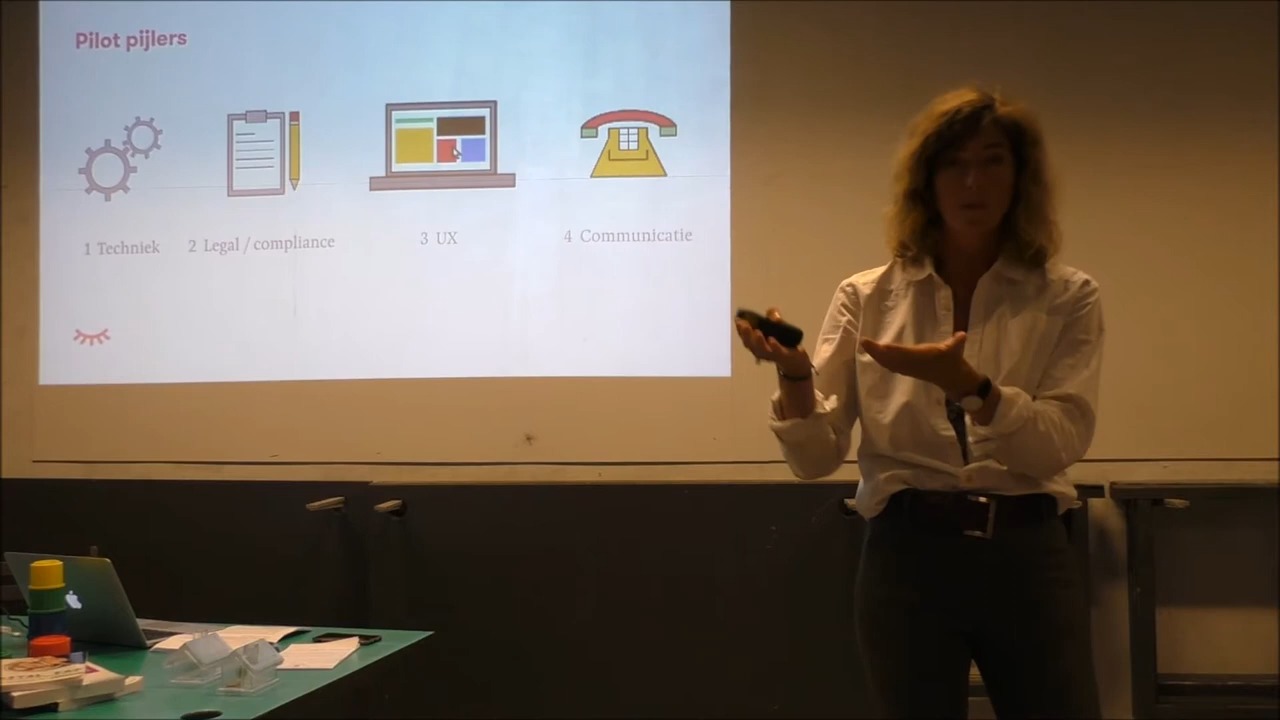 Pilot pijlers
1 Techniek
2 Legal / compliance
3 UX
4 Communicatie